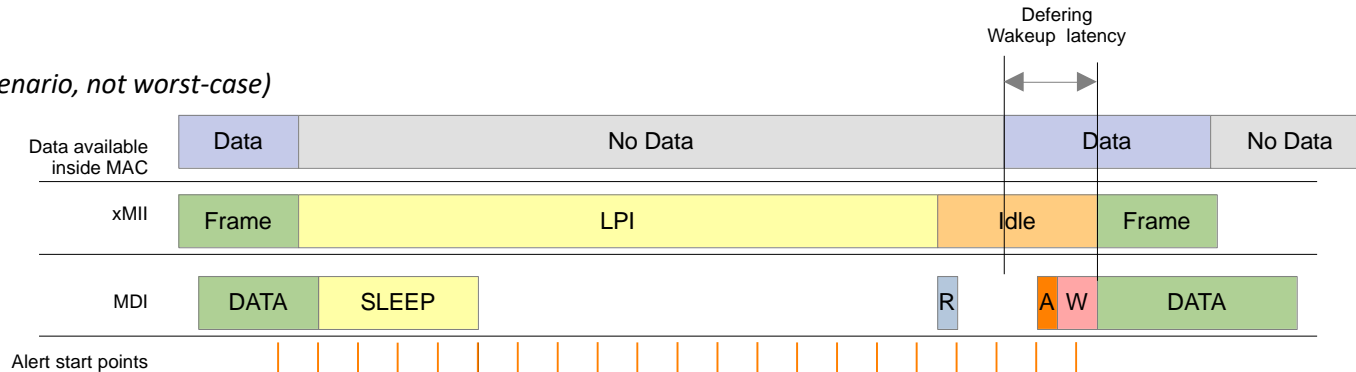 Defering
Wakeup latency
enario, not worst-case)
Data available
inside MAC
Data
No Data
Data
No Data
xMII
Frame
LPI
Idle
Frame
MDI
DATA
SLEEP
R
A
W
DATA
Alert start points